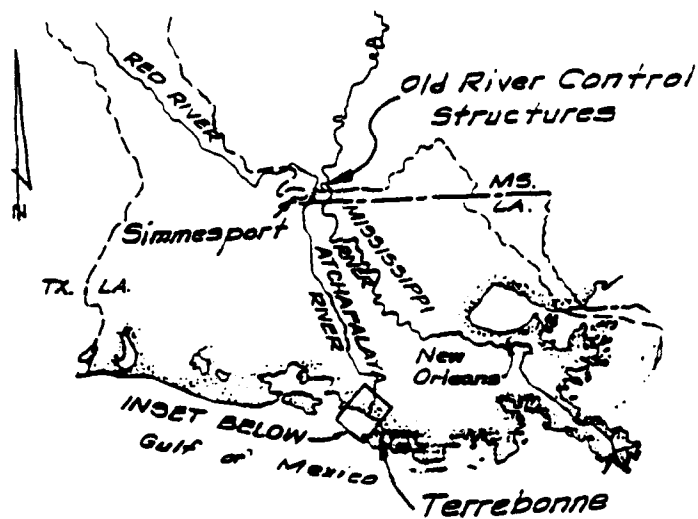 RED RIVER
Old River Control
Structures
MS.
LA.
Simmesport
MISSISSIPPI
RIVER
ATCHAFALAYA
RIVER
TX. LA.
New
Orleans
INSET BELOW
Gulf of Mexico
Terrebonne
N